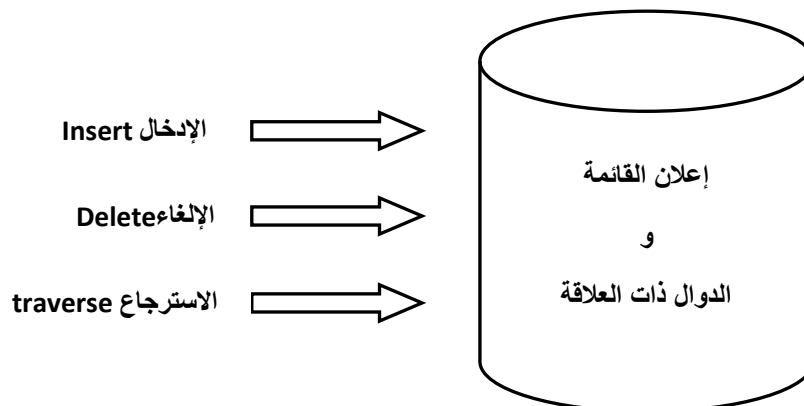 الإدخال Insert
الإلغاءDelete
الاسترجاع traverse
إعلان القائمة
و
الدوال ذات العلاقة